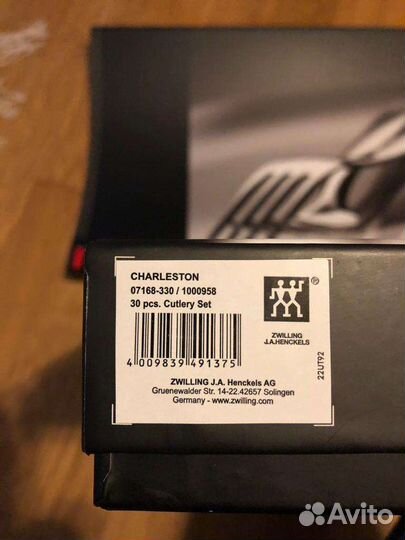 CHARLESTON
07168-330 / 1000958
30 pcs. Cutlery Set
®
ZWILLING
J.A.HENCKELS
4 009839 491375
22UT92
ZWILLING J.A. Henckels AG
Gruenewalder Str. 14-22.42657 Solingen
Germany - www.zwilling.com
Avito